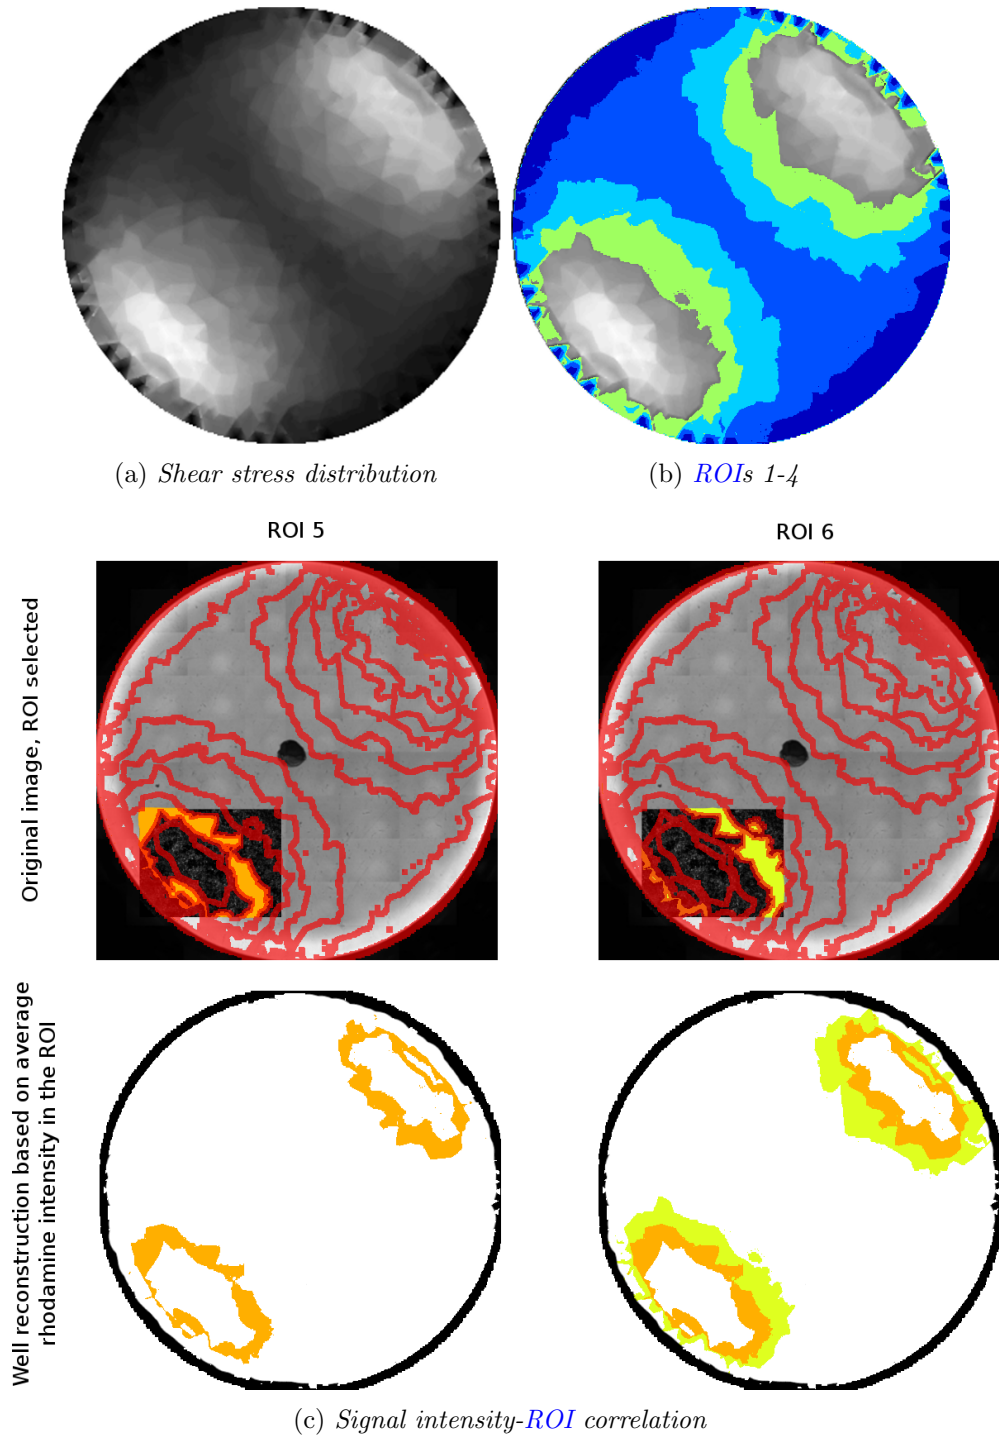 (a) Shear stress distribution
(b) ROIs 1-4
ROI 5
ROI 6
Original image, ROI selected
Well reconstruction based on average
rhodamine intensity in the ROI
(c) Signal intensity-ROI correlation